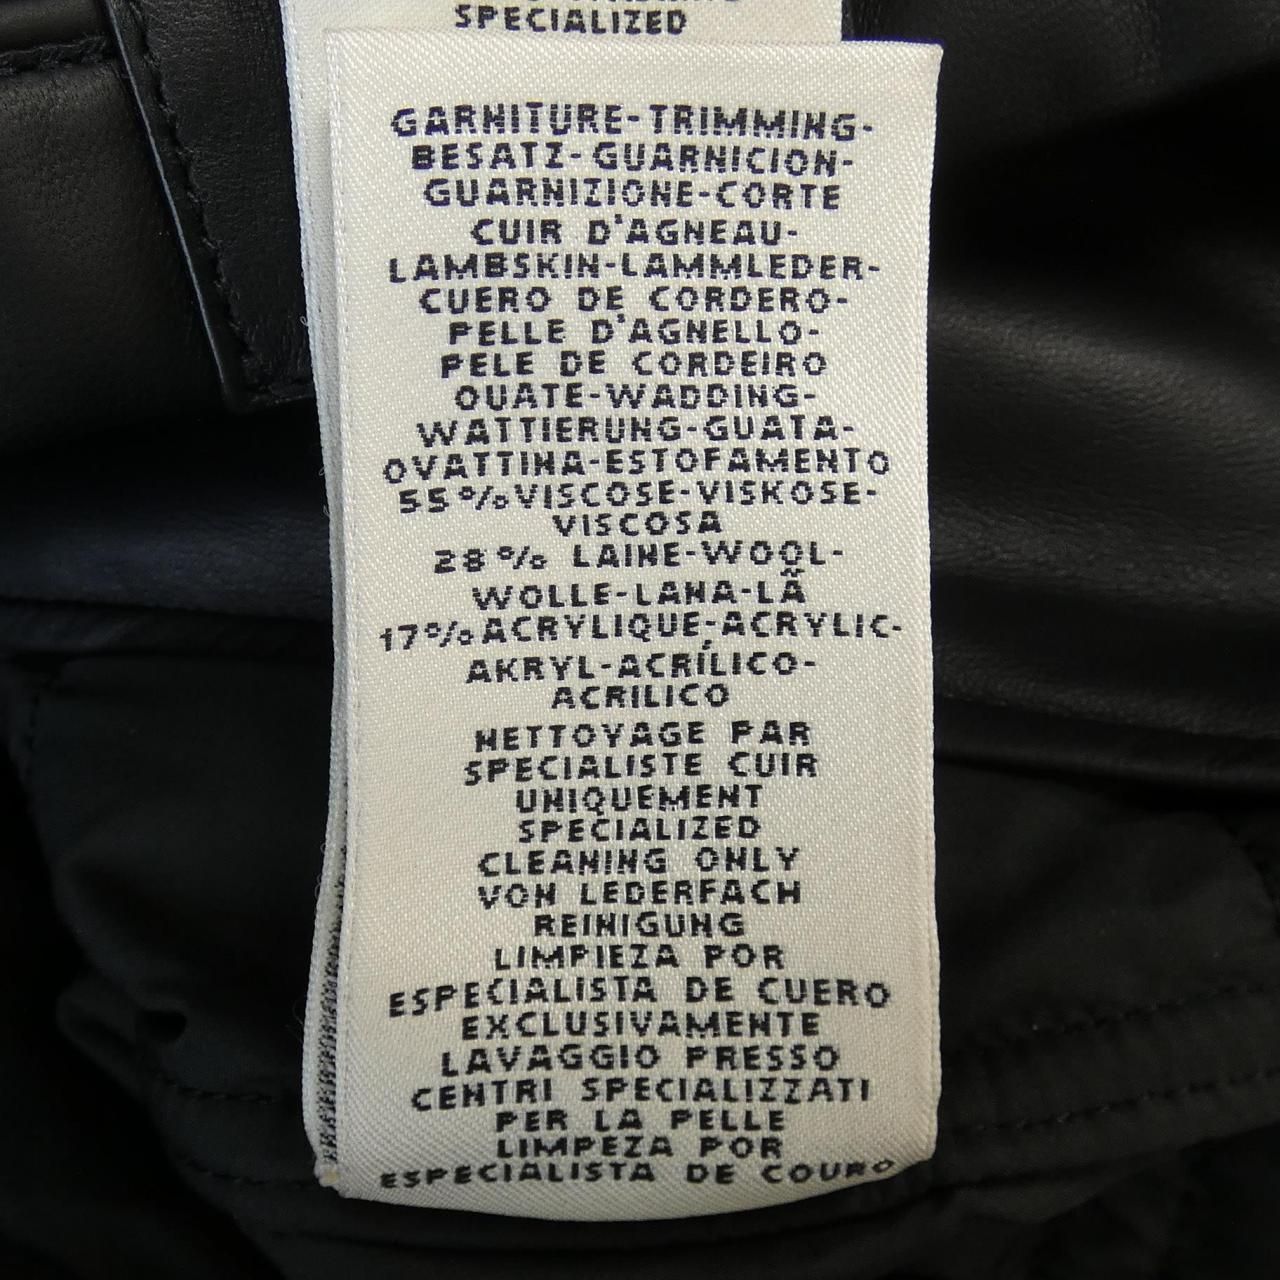 SPECIALIZED
GARNITURE-TRIMMING-
BESATZ-GUARNICION-
GUARNIZIONE-CORTE
CUIR D'AGNEAU-
LAMBSKIN-LAMMLEDER-
CUERO DE CORDERO-
PELLE D'AGNELLO-
PELE DE CORDEIRO
OUATE-WADDING-
WATTIERUNG-GUATA-
OVATTINA-ESTOFAMENTO
55%VISCOSE-VISKOSE-
VISCOSA
28% LAINE-WOOL-
WOLLE-LANA-LÃ
17%ACRYLIQUE-ACRYLIC-
AKRYL-ACRÍLICO-
ACRILICO
NETTOYAGE PAR
SPECIALISTE CUIR
UNIQUEMENT
SPECIALIZED
CLEANING ONLY
VON LEDERFACH
REINIGUNG
LIMPIEZA POR
ESPECIALISTA DE CUERO
EXCLUSIVAMENTE
LAVAGGIO PRESSO
CENTRI SPECIALIZZATI
PER LA PELLE
LIMPEZA POR
ESPECIALISTA DE COURO